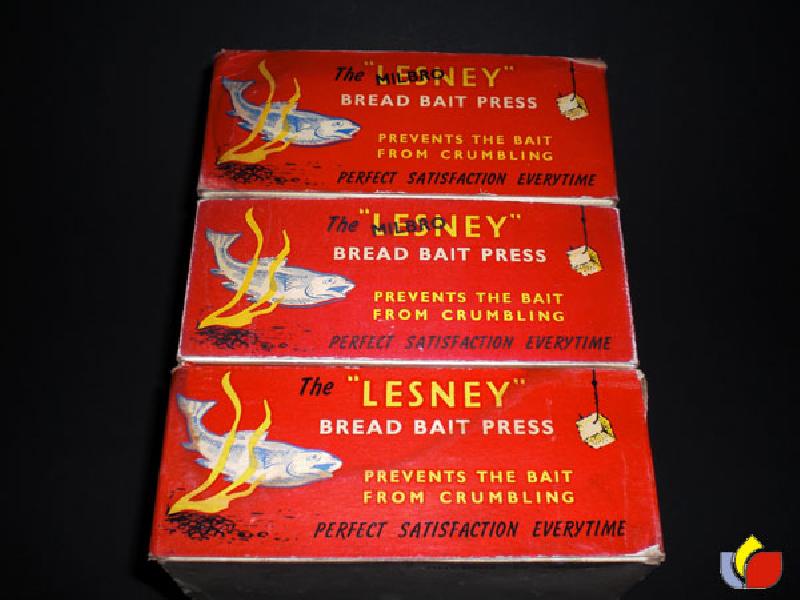 The "LESNEY"
MILBRO
BREAD BAIT PRESS
PREVENTS THE BAIT
FROM CRUMBLING
PERFECT SATISFACTION EVERYTIME
The "LESNEY"
MILBRO
BREAD BAIT PRESS
PREVENTS THE BAIT
FROM CRUMBLING
PERFECT SATISFACTION EVERYTIME
The "LESNEY"
BREAD BAIT PRESS
PREVENTS THE BAIT
FROM CRUMBLING
PERFECT SATISFACTION EVERYTIME